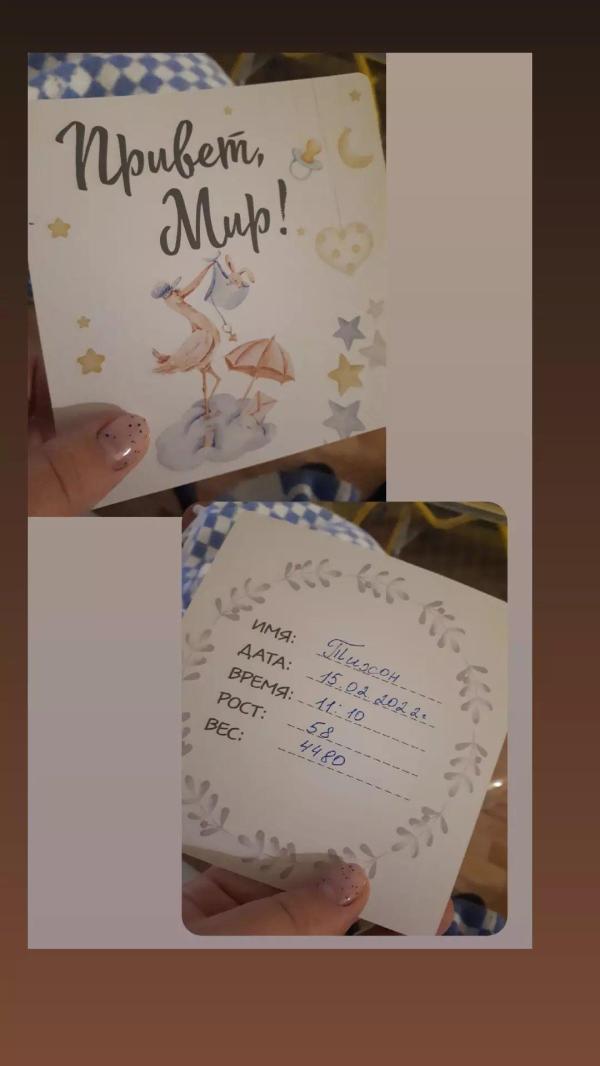 Привет,
Мир!
ИМЯ: Тихон
ДАТА: 15.02.2022г
ВРЕМЯ: 11:10
РОСТ: 58
ВЕС: 4480